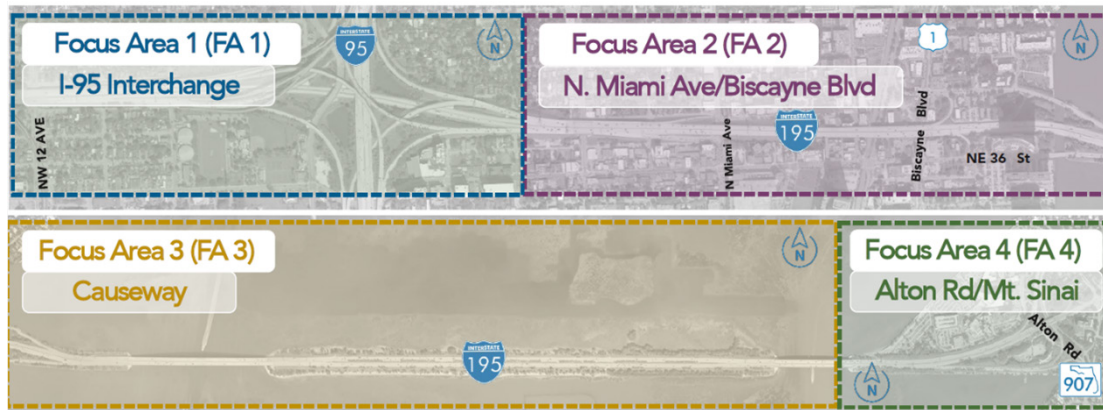 Focus Area 1 (FA 1)
I-95 Interchange
INTERSTATE
95
N
NW 12 AVE
Focus Area 2 (FA 2)
N. Miami Ave/Biscayne Blvd
1
N
INTERSTATE
195
N Miami Ave
Biscayne Blvd
NE 36 St
Focus Area 3 (FA 3)
Causeway
N
INTERSTATE
195
Focus Area 4 (FA 4)
Alton Rd/Mt. Sinai
Alton Rd
N
907